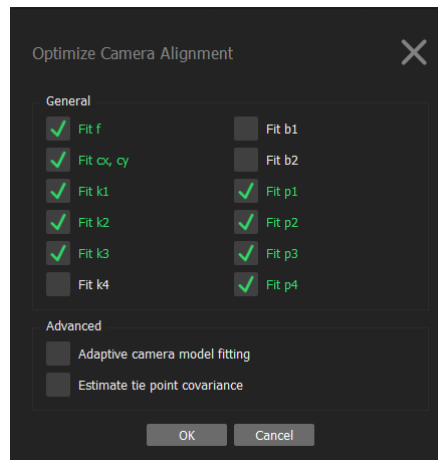 Optimize Camera Alignment
General
Fit f
Fit b1
Fit cx, cy
Fit b2
Fit k1
Fit p1
Fit k2
Fit p2
Fit k3
Fit p3
Fit k4
Fit p4
Advanced
Adaptive camera model fitting
Estimate tie point covariance
OK
Cancel